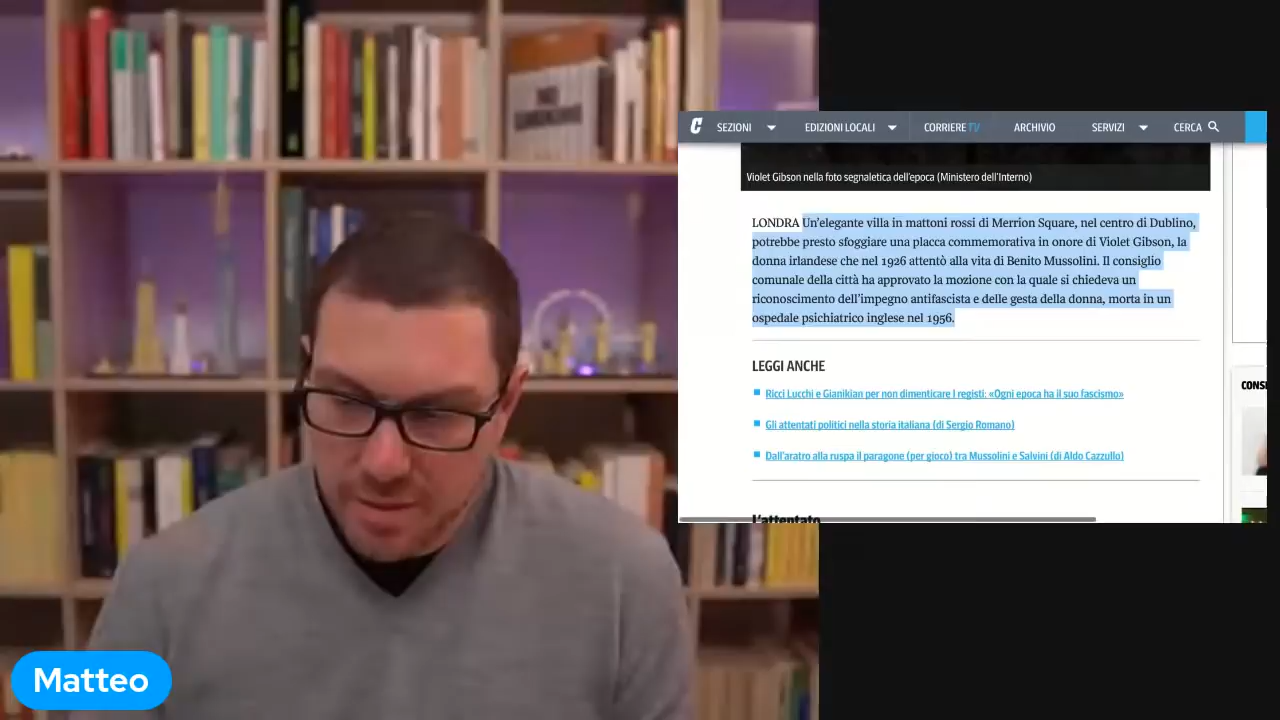 SEZIONI
EDIZIONI LOCALI
CORRIERE TV
ARCHIVIO
SERVIZI
CERCA
Violet Gibson nella foto segnaletica dell'epoca (Ministero dell'Interno)
LONDRA Un'elegante villa in mattoni rossi di Merrion Square, nel centro di Dublino,
potrebbe presto sfoggiare una placca commemorativa in onore di Violet Gibson, la
donna irlandese che nel 1926 attentò alla vita di Benito Mussolini. Il consiglio
comunale della città ha approvato la mozione con la quale si chiedeva un
riconoscimento dell'impegno antifascista e delle gesta della donna, morta in un
ospedale psichiatrico inglese nel 1956.
LEGGI ANCHE
Ricci Lucchi e Gianikian per non dimenticare I registi: «Ogni epoca ha il suo fascismo»
Gli attentati politici nella storia italiana (di Sergio Romano)
Dall'aratro alla ruspa il paragone (per gioco) tra Mussolini e Salvini (di Aldo Cazzullo)
L'attentato
Matteo